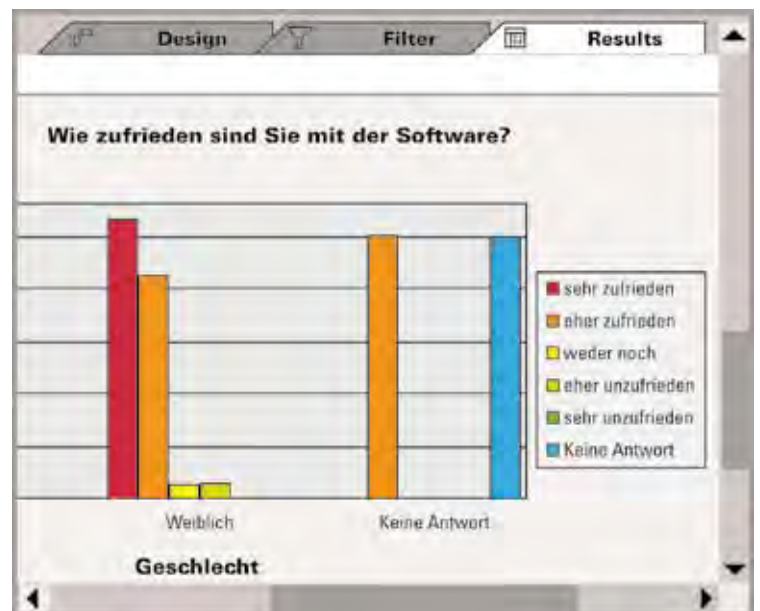 Design Filter Results
Wie zufrieden sind Sie mit der Software?
sehr zufrieden
eher zufrieden
weder noch
eher unzufrieden
sehr unzufrieden
Keine Antwort
Weiblich Keine Antwort
Geschlecht